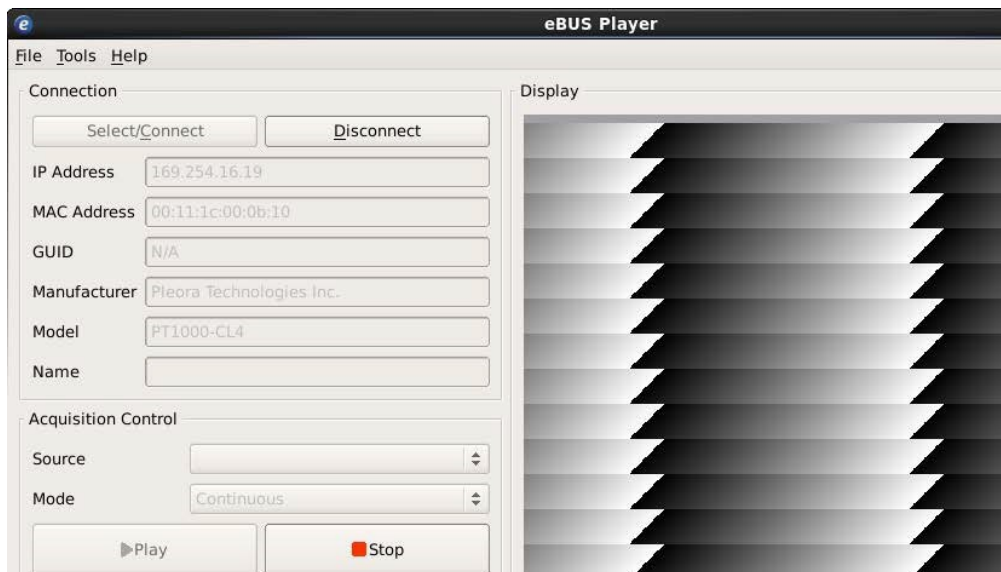 e eBUS Player
File Tools Help
Connection
Select/Connect Disconnect
IP Address 169.254.16.19
MAC Address 00:11:1c:00:0b:10
GUID N/A
Manufacturer Pleora Technologies Inc.
Model PT1000-CL4
Name
Acquisition Control
Source
Mode Continuous
Play Stop
Display